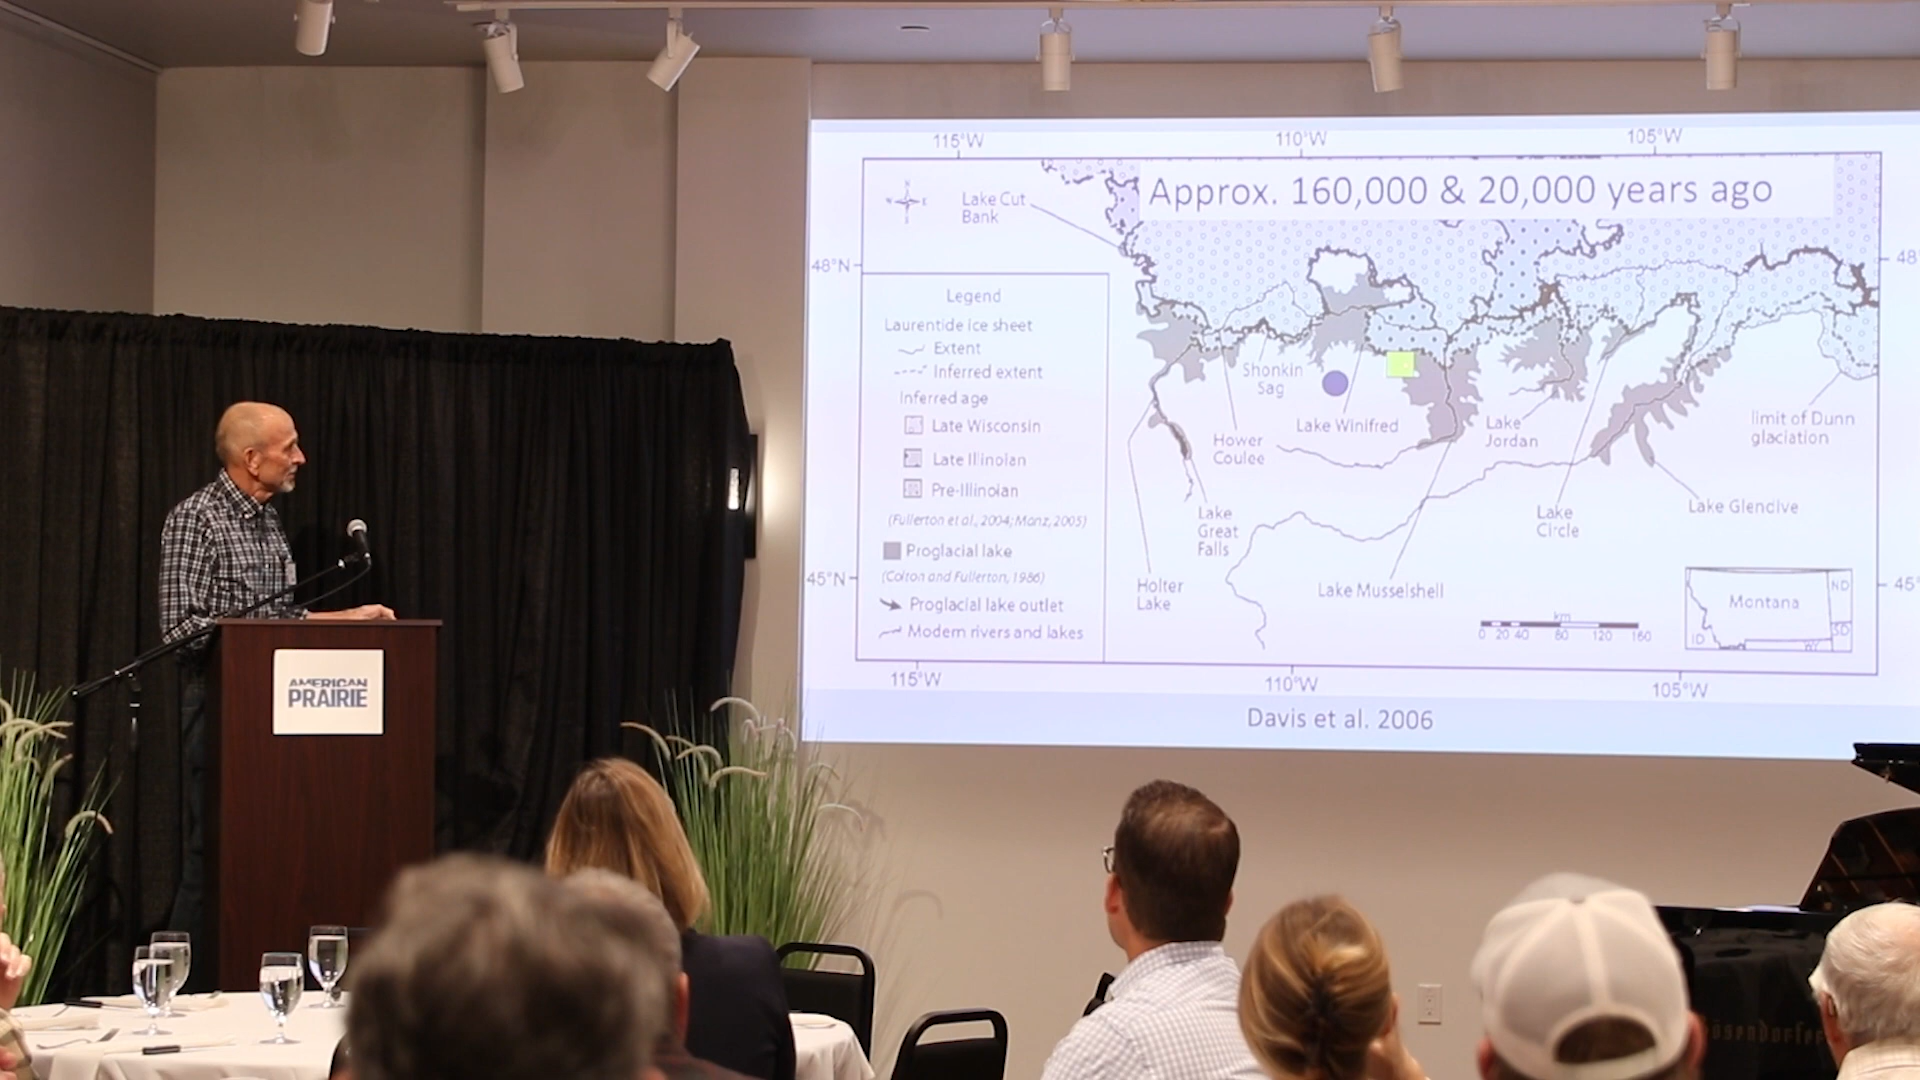 115°W
110°W
105°W
Approx. 160,000 & 20,000 years ago
N
W
E
Lake Cut
Bank
48°N
48
Legend
Laurentide ice sheet
Extent
Inferred extent
Inferred age
Late Wisconsin
Late Illinoian
Pre-Illinoian
(Fullerton et al., 2004; Manz, 2005)
Proglacial lake
(Colton and Fullerton, 1986)
Proglacial lake outlet
Modern rivers and lakes
Shonkin
Sag
Lake Winifred
Hower
Coulee
Lake
Jordan
limit of Dunn
glaciation
Lake
Great
Falls
Lake
Circle
Lake Glendive
Holter
Lake
Lake Musselshell
45°N
45°
km
0 20 40 80 120 160
Montana
ND
SD
ID
WY
115°W
110°W
105°W
Davis et al. 2006
AMERICAN
PRAIRIE
ösendorfer